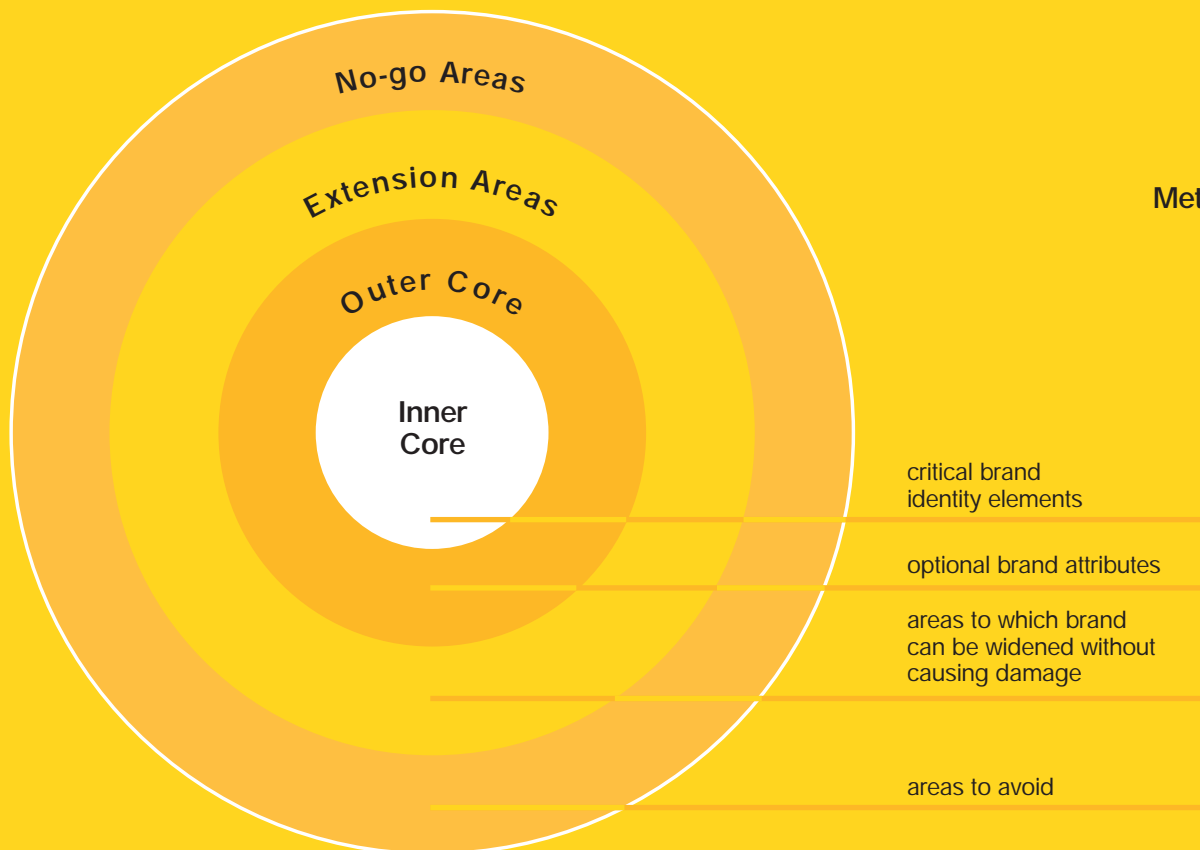 No-go Areas
Extension Areas
Met
Outer Core
Inner
Core
critical brand
identity elements
optional brand attributes
areas to which brand
can be widened without
causing damage
areas to avoid